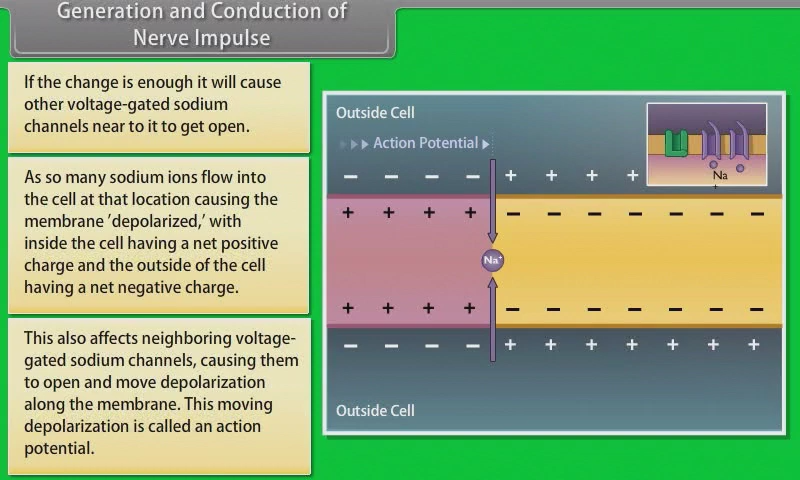 Generation and Conduction of
Nerve Impulse
If the change is enough it will cause
other voltage-gated sodium
channels near to it to get open.
As so many sodium ions flow into
the cell at that location causing the
membrane 'depolarized,' with
inside the cell having a net positive
charge and the outside of the cell
having a net negative charge.
This also affects neighboring voltage-
gated sodium channels, causing them
to open and move depolarization
along the membrane. This moving
depolarization is called an action
potential.
Outside Cell
Action Potential
− − − − + + + +
+ + + + − − − − − − −
Na⁺
+ + + + − − − − − − −
− − − − + + + + + + +
Outside Cell
Na
+